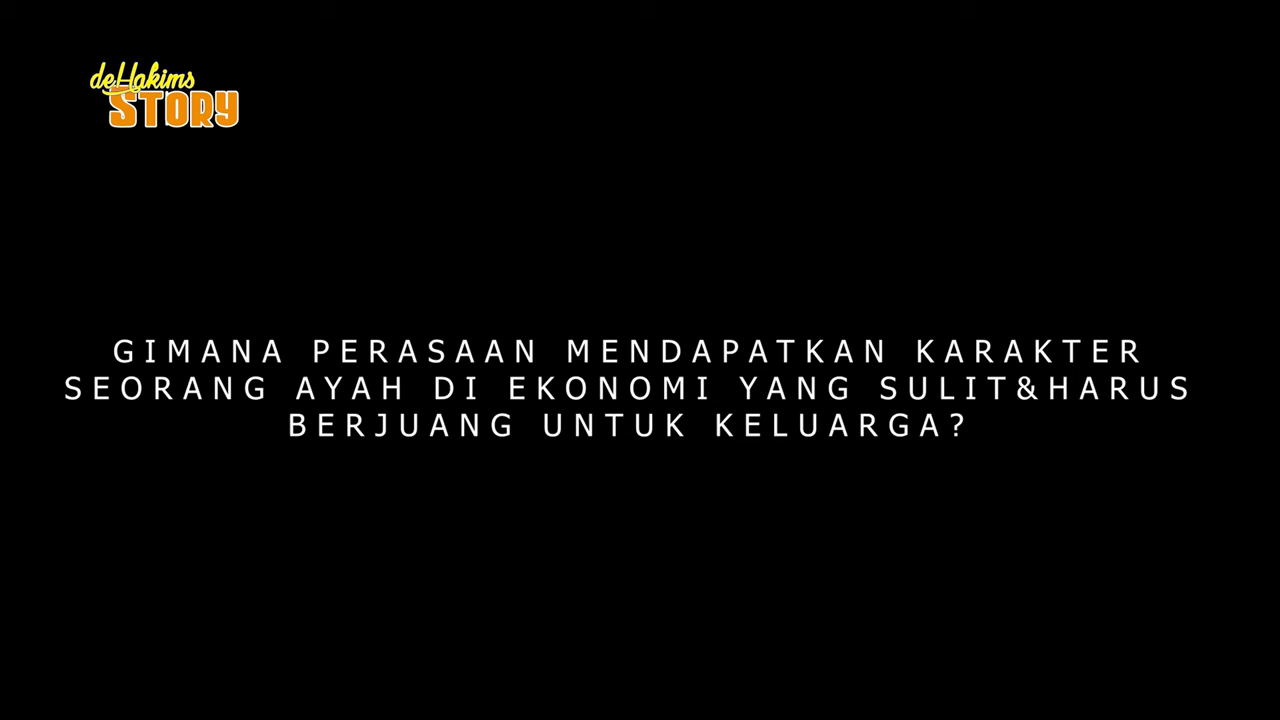 deHakims
STORY
GIMANA PERASAAN MENDAPATKAN KARAKTER
SEORANG AYAH DI EKONOMI YANG SULIT&HARUS
BERJUANG UNTUK KELUARGA?